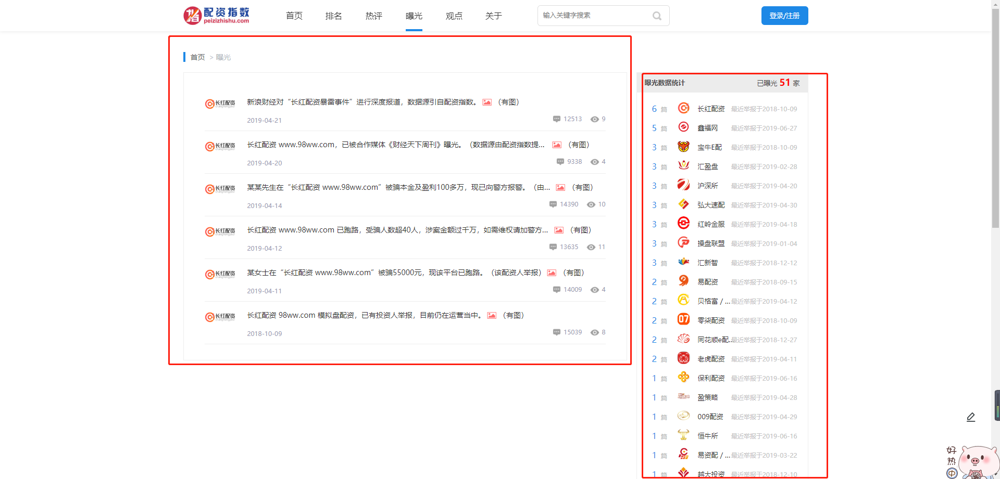 配资指数
peizizhishu.com
首页 排名 热评 曝光 观点 关于
输入关键字搜索
登录/注册
首页 > 曝光
长红配资
新浪财经对“长红配资暴雷事件”进行深度报道，数据源引自配资指数。 （有图）
2019-04-21
12513 9
长红配资
长红配资 www.98ww.com，已被合作媒体《财经天下周刊》曝光。（数据源由配资指数提... （有图）
2019-04-20
9338 4
长红配资
某某先生在“长红配资 www.98ww.com”被骗本金及盈利100多万，现已向警方报警。（由... （有图）
2019-04-14
14390 10
长红配资
长红配资 www.98ww.com 已跑路，受骗人数超40人，涉案金额过千万，如需维权请加警方... （有图）
2019-04-12
13635 11
长红配资
某女士在“长红配资 www.98ww.com”被骗55000元，现该平台已跑路。（该配资人举报） （有图）
2019-04-11
14009 4
长红配资
长红配资 98ww.com 模拟盘配资，已有投资人举报，目前仍在运营当中。 （有图）
2018-10-09
15039 8
曝光数据统计 已曝光 51 家
6 篇 长红配资 最近举报于2018-10-09
5 篇 鑫福网 最近举报于2019-06-27
3 篇 宝牛E配 最近举报于2018-10-09
3 篇 汇盈盘 最近举报于2019-02-28
3 篇 沪深所 最近举报于2019-04-20
3 篇 弘大速配 最近举报于2019-04-30
3 篇 红岭金服 最近举报于2019-04-18
3 篇 操盘联盟 最近举报于2019-01-04
3 篇 汇新智 最近举报于2018-12-12
2 篇 易配资 最近举报于2018-09-15
2 篇 贝格富 / ... 最近举报于2019-04-12
2 篇 07 零柒配资 最近举报于2018-10-09
2 篇 同花顺e配... 最近举报于2018-12-27
2 篇 老虎配资 最近举报于2019-04-11
1 篇 保利配资 最近举报于2019-06-16
1 篇 盈策略 最近举报于2019-04-28
1 篇 009配资 最近举报于2019-04-29
1 篇 恒牛所 最近举报于2019-06-16
1 篇 易资配 / ... 最近举报于2019-03-22
1 篇 越大投资 最近举报于2018-12-10
好热
中